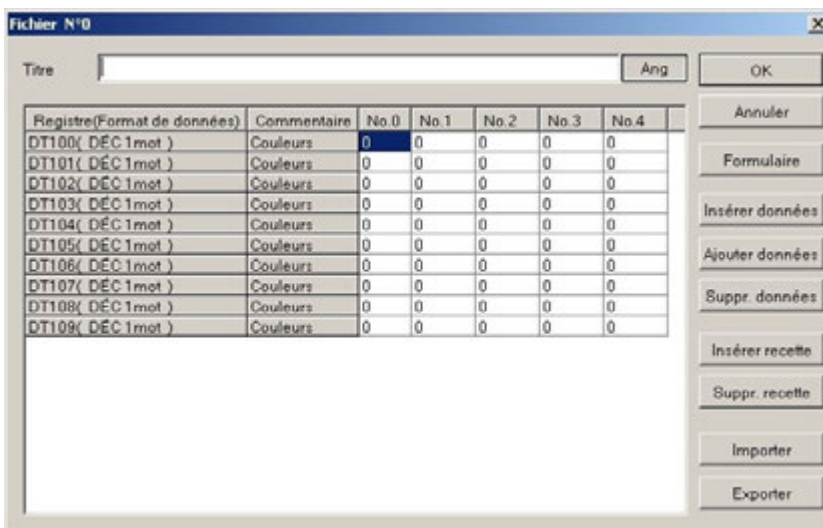 Fichier N°0
Titre
Ang
OK
Annuler
Formulaire
Insérer données
Ajouter données
Suppr. données
Insérer recette
Suppr. recette
Importer
Exporter
Registre(Format de données) Commentaire No.0 No.1 No.2 No.3 No.4
DT100( DÉC 1mot ) Couleurs 0 0 0 0 0
DT101( DÉC 1mot ) Couleurs 0 0 0 0 0
DT102( DÉC 1mot ) Couleurs 0 0 0 0 0
DT103( DÉC 1mot ) Couleurs 0 0 0 0 0
DT104( DÉC 1mot ) Couleurs 0 0 0 0 0
DT105( DÉC 1mot ) Couleurs 0 0 0 0 0
DT106( DÉC 1mot ) Couleurs 0 0 0 0 0
DT107( DÉC 1mot ) Couleurs 0 0 0 0 0
DT108( DÉC 1mot ) Couleurs 0 0 0 0 0
DT109( DÉC 1mot ) Couleurs 0 0 0 0 0